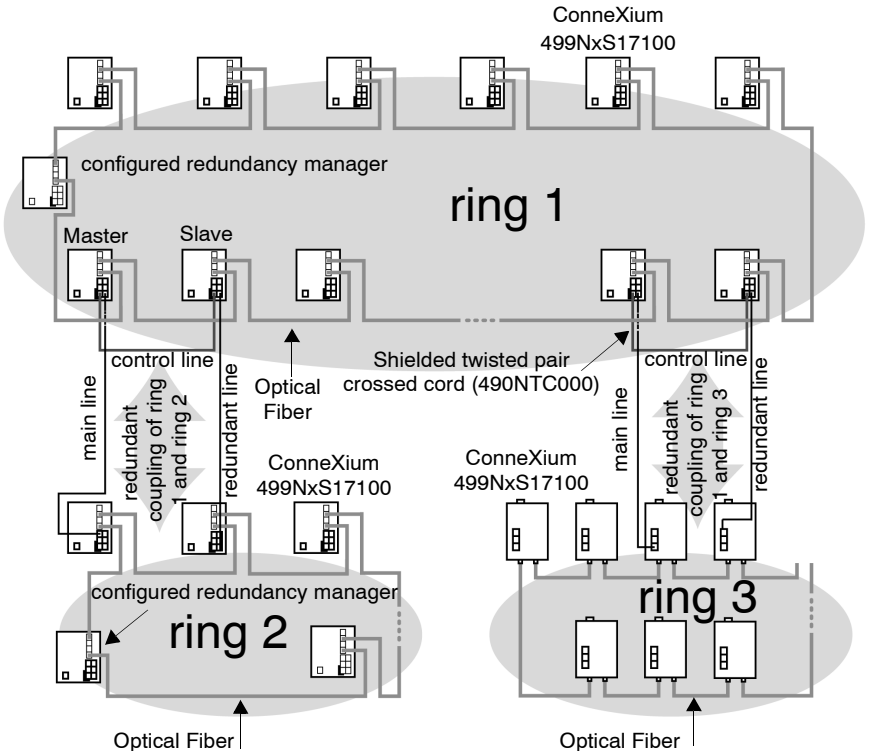 ConneXium
499NxS17100
configured redundancy manager
ring 1
Master
Slave
control line
Optical
Fiber
Shielded twisted pair
crossed cord (490NTC000)
control line
main line
redundant
coupling of ring
1 and ring 2
redundant line
main line
redundant
coupling of ring
1 and ring 3
redundant line
ConneXium
499NxS17100
ConneXium
499NxS17100
configured redundancy manager
ring 2
ring 3
Optical Fiber
Optical Fiber